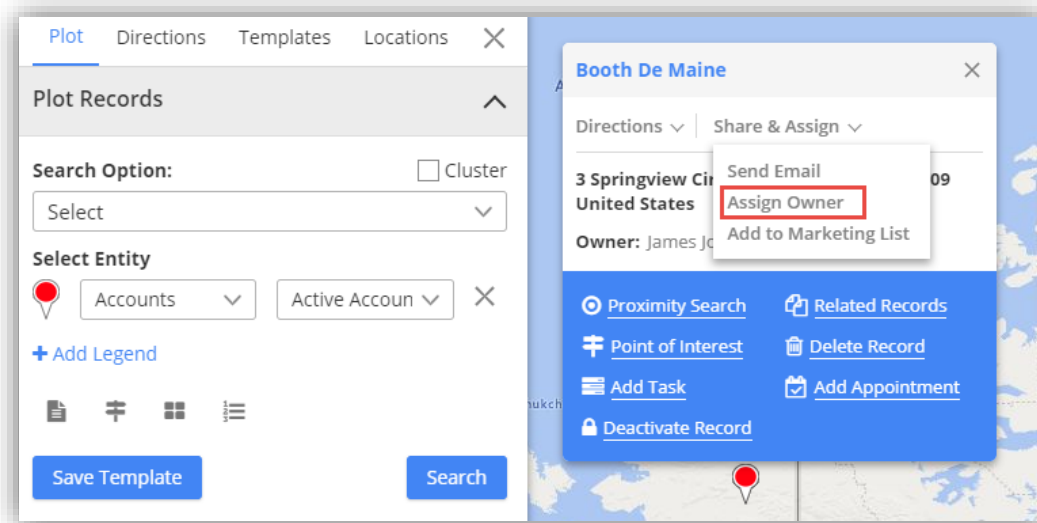 Plot Directions Templates Locations
Plot Records
Search Option: Cluster
Select
Select Entity
Accounts Active Accoun
Add Legend
Save Template Search
Booth De Maine
Directions Share & Assign
3 Springview Cir 09
United States
Owner: James Jo
Send Email
Assign Owner
Add to Marketing List
Proximity Search Related Records
Point of Interest Delete Record
Add Task Add Appointment
Deactivate Record